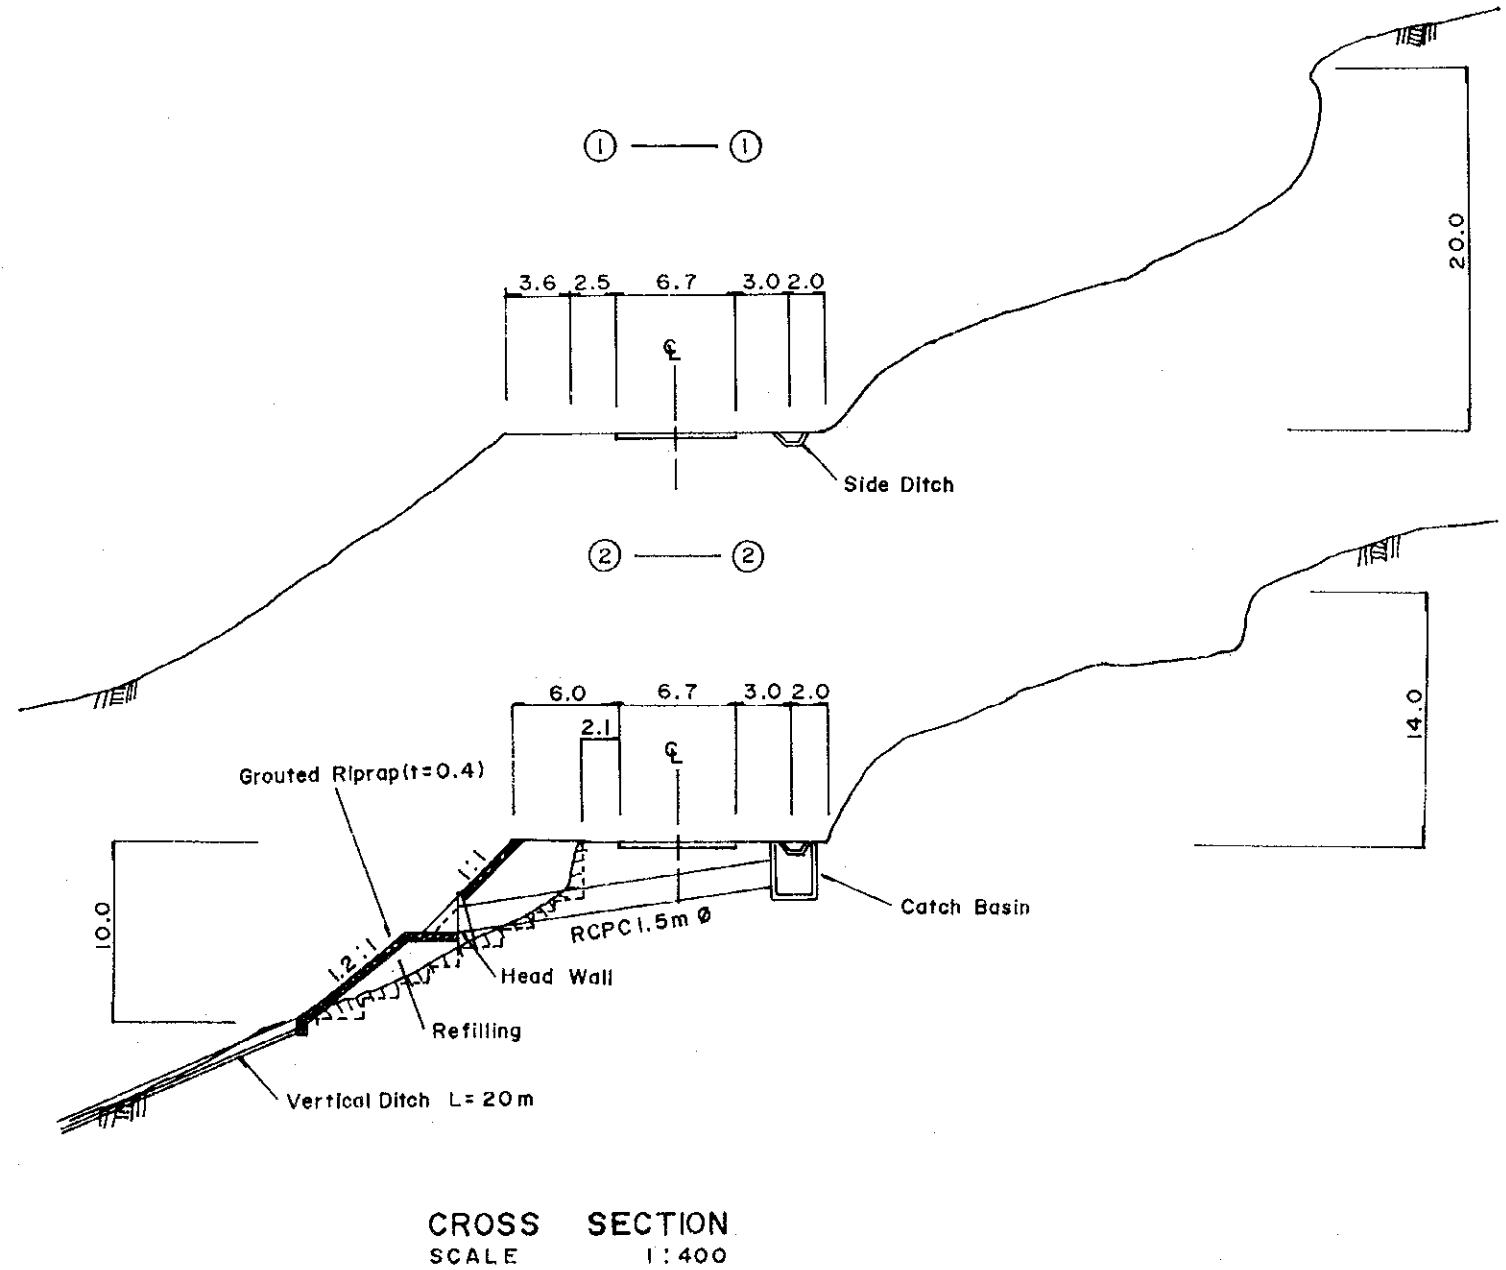 1 1
20.0
3.6 2.5 6.7 3.0 2.0
℄
Side Ditch
2 2
6.0 6.7 3.0 2.0
2.1
14.0
℄
Grouted Riprap(t=0.4)
1:1
10.0
Catch Basin
RCPC 1.5m Ø
1.2:1
Head Wall
Refilling
Vertical Ditch L=20m
CROSS SECTION
SCALE 1:400